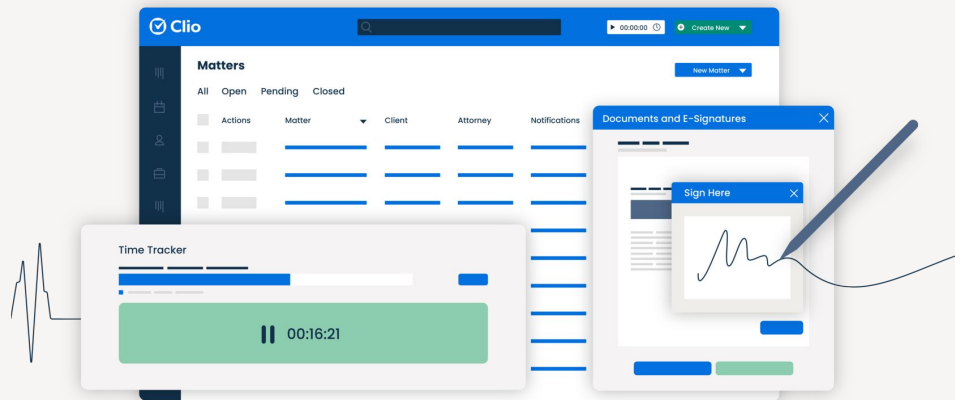 Clio
00:00:00
Create New
Matters
New Matter
All Open Pending Closed
Actions Matter Client Attorney Notifications
Documents and E-Signatures
Sign Here
Time Tracker
00:16:21